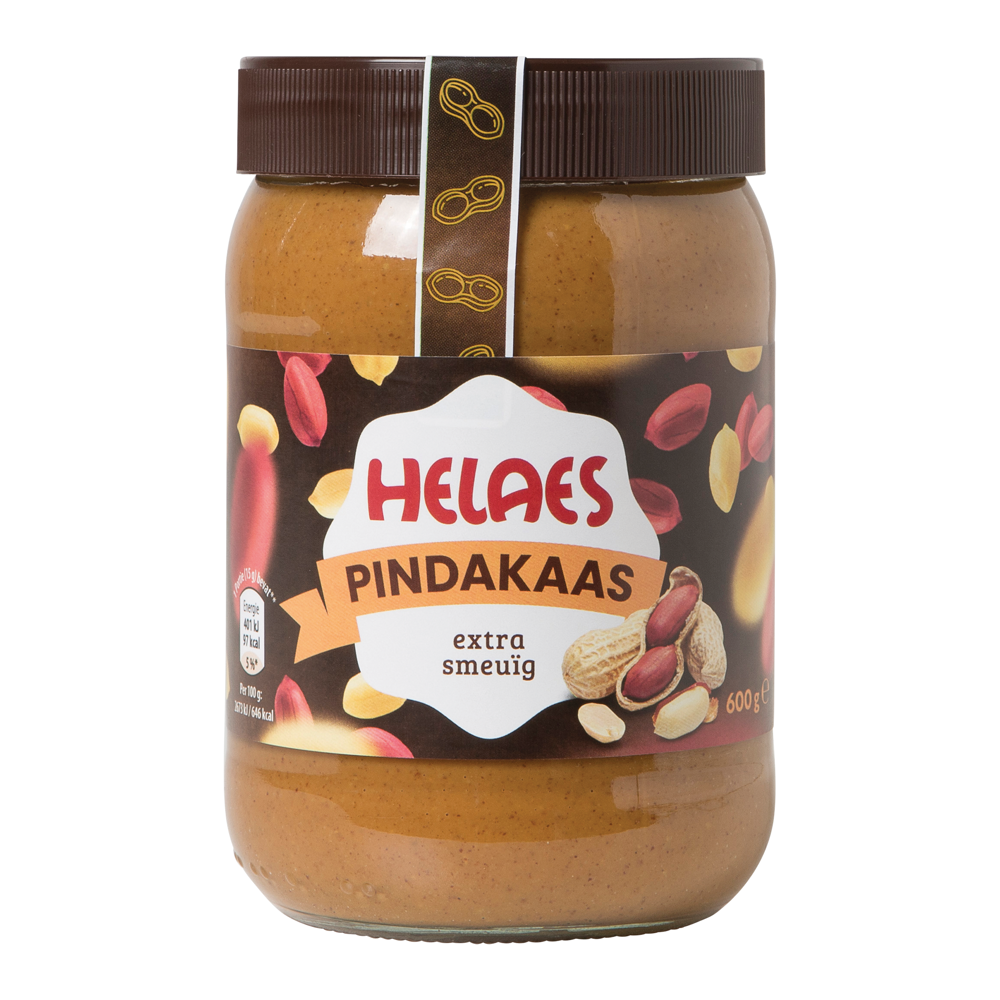 HELAES
PINDAKAAS
extra
smeuïg
1 Portie (15 g) bevat**
Energie
401 kJ
97 kcal
5 %*
Per 100 g:
2673 kJ / 646 kcal
600 g e